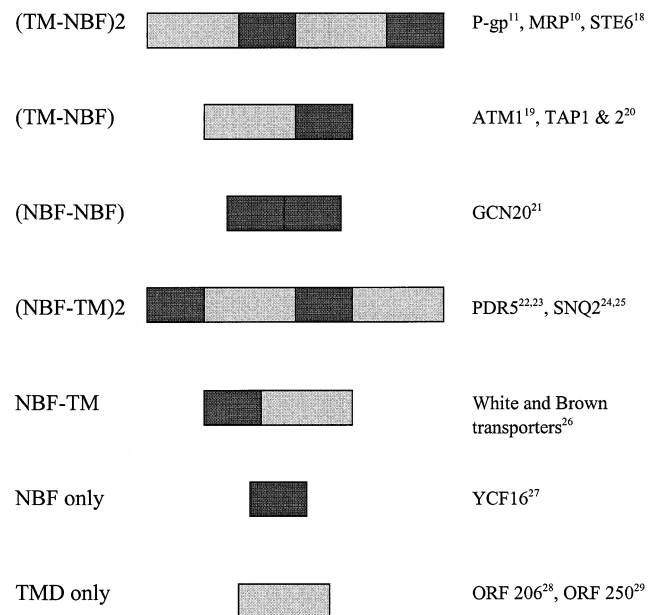 (TM-NBF)2 P-gp¹¹, MRP¹⁰, STE6¹⁸
(TM-NBF) ATM1¹⁹, TAP1 & 2²⁰
(NBF-NBF) GCN20²¹
(NBF-TM)2 PDR5²²,²³, SNQ2²⁴,²⁵
NBF-TM White and Brown
transporters²⁶
NBF only YCF16²⁷
TMD only ORF 206²⁸, ORF 250²⁹